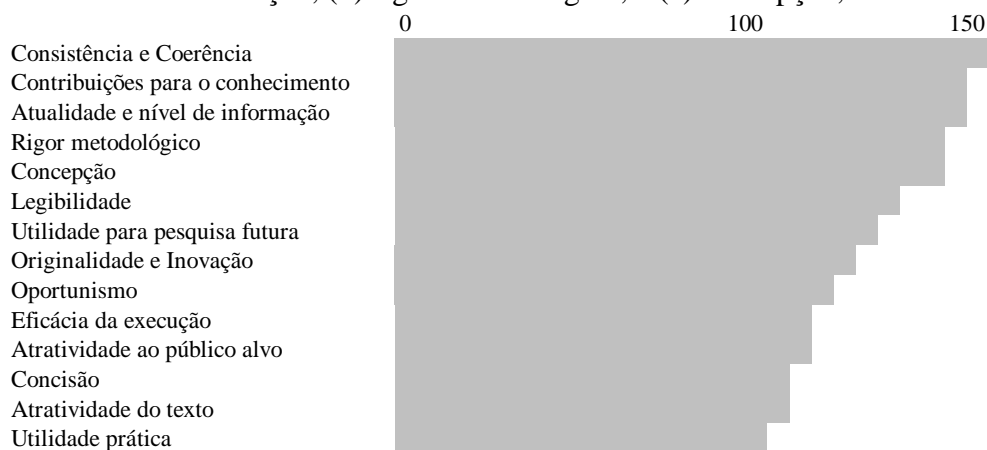 0 100 150
Consistência e Coerência
Contribuições para o conhecimento
Atualidade e nível de informação
Rigor metodológico
Concepção
Legibilidade
Utilidade para pesquisa futura
Originalidade e Inovação
Oportunismo
Eficácia da execução
Atratividade ao público alvo
Concisão
Atratividade do texto
Utilidade prática